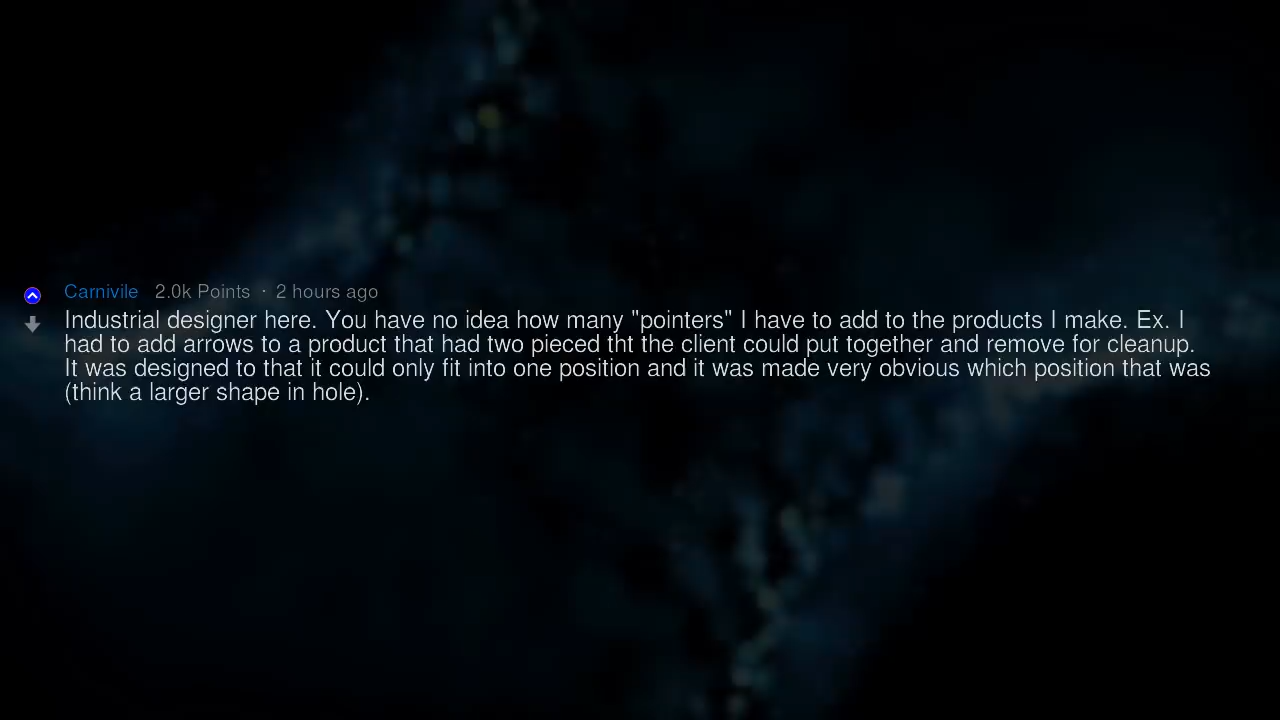 Carnivile 2.0k Points · 2 hours ago
Industrial designer here. You have no idea how many "pointers" I have to add to the products I make. Ex. I
had to add arrows to a product that had two pieced tht the client could put together and remove for cleanup.
It was designed to that it could only fit into one position and it was made very obvious which position that was
(think a larger shape in hole).